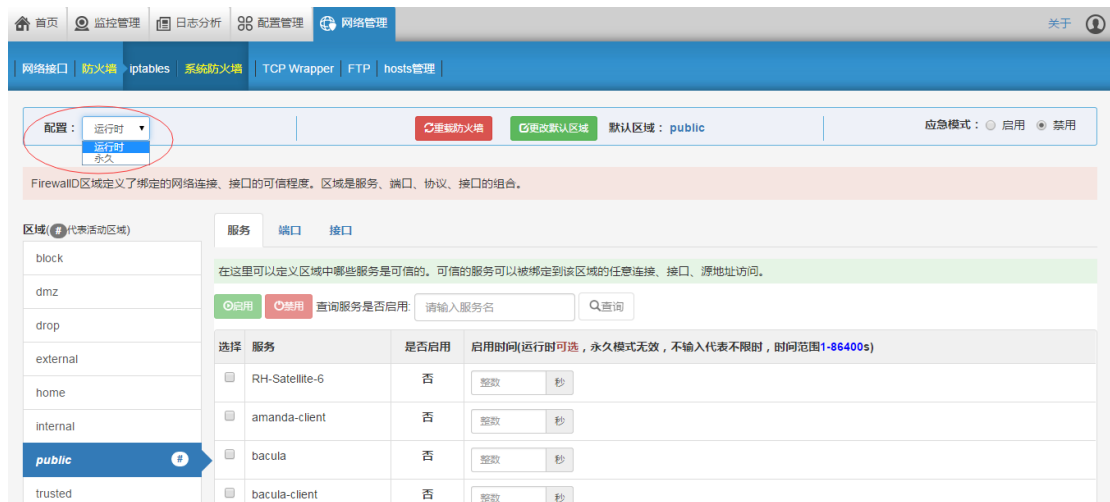 首页 监控管理 日志分析 配置管理 网络管理 关于
网络接口 防火墙 iptables 系统防火墙 TCP Wrapper FTP hosts管理
配置： 运行时 重载防火墙 更改默认区域 默认区域：public 应急模式： 启用 禁用
运行时
永久
FirewallD区域定义了绑定的网络连接、接口的可信程度。区域是服务、端口、协议、接口的组合。
区域(#代表活动区域) 服务 端口 接口
block
在这里可以定义区域中哪些服务是可信的。可信的服务可以被绑定到该区域的任意连接、接口、源地址访问。
dmz
启用 禁用 查询服务是否启用: 请输入服务名 查询
drop
选择 服务 是否启用 启用时间(运行时可选，永久模式无效，不输入代表不限时，时间范围1-86400s)
external
RH-Satellite-6 否 整数 秒
home
amanda-client 否 整数 秒
internal
public #
bacula 否 整数 秒
trusted
bacula-client 否 整数 秒